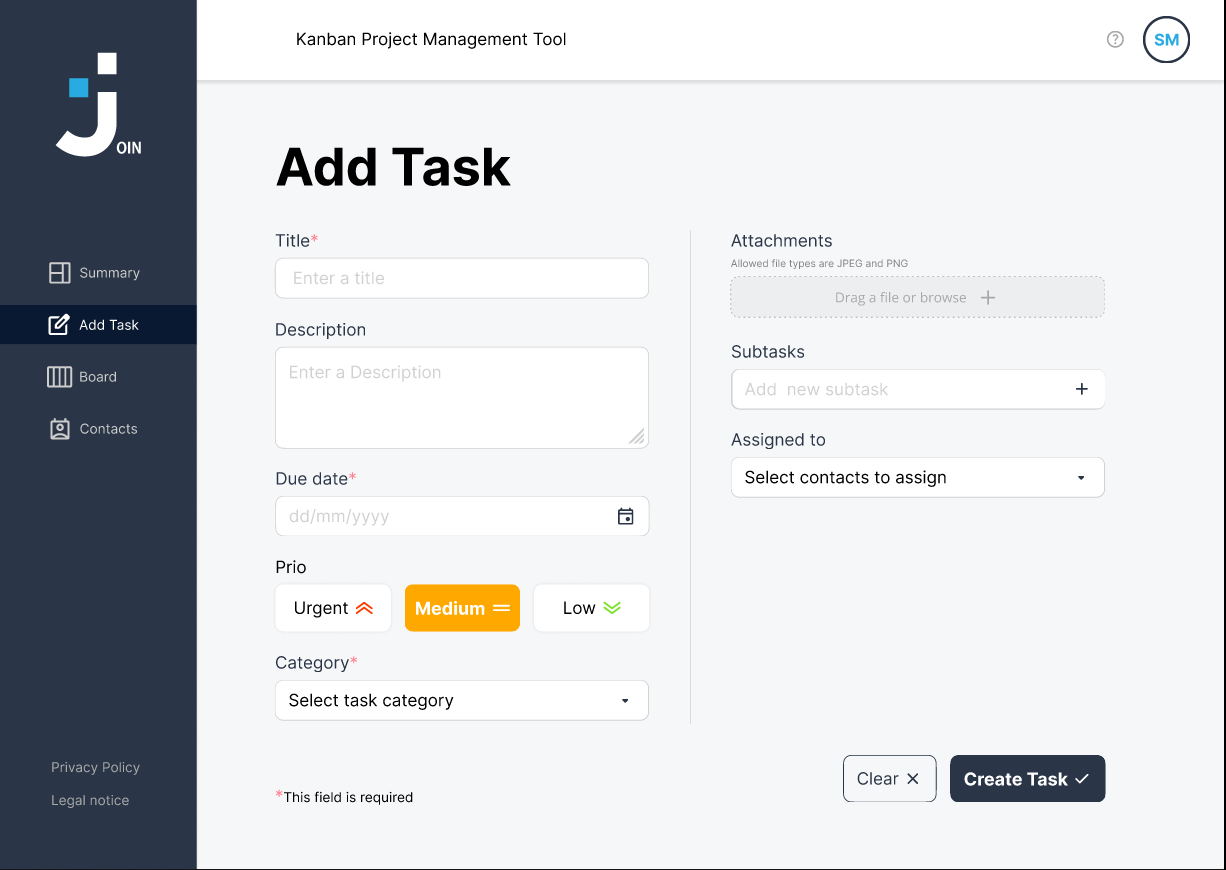 Kanban Project Management Tool
SM
JOIN
Summary
Add Task
Board
Contacts
Privacy Policy
Legal notice
Add Task
Title*
Enter a title
Description
Enter a Description
Due date*
dd/mm/yyyy
Prio
Urgent
Medium
Low
Category*
Select task category
*This field is required
Attachments
Allowed file types are JPEG and PNG
Drag a file or browse +
Subtasks
Add new subtask +
Assigned to
Select contacts to assign
Clear
Create Task